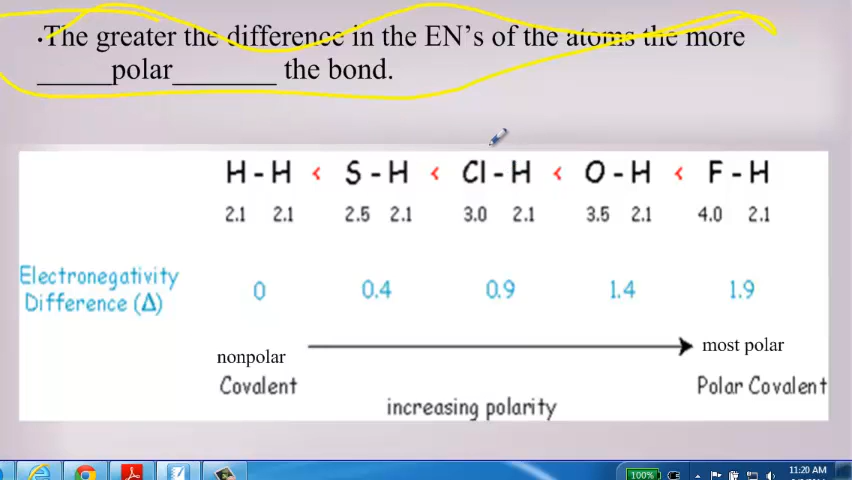 •The greater the difference in the EN's of the atoms the more
_____polar_______ the bond.
H - H < S - H < Cl - H < O - H < F - H
2.1 2.1 2.5 2.1 3.0 2.1 3.5 2.1 4.0 2.1
Electronegativity
Difference (Δ) 0 0.4 0.9 1.4 1.9
nonpolar most polar
Covalent Polar Covalent
increasing polarity
100% 11:20 AM